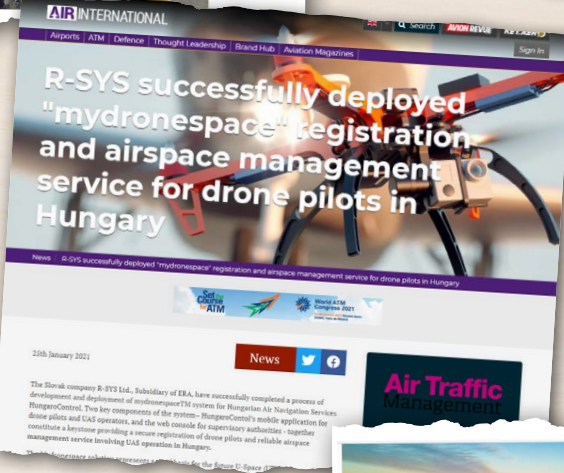 AIR INTERNATIONAL
Search
AVION REVUE
Airports | ATM | Defence | Thought Leadership | Brand Hub | Aviation Magazines
Sign In
R-SYS successfully deployed
"mydronespace" registration
and airspace management
service for drone pilots in
Hungary
News R-SYS successfully deployed "mydronespace" registration and airspace management service for drone pilots in Hungary
Set the
Course
for ATM
World ATM
Congress 2021
25th January 2021
News
Air Traffic
Management
The Slovak company R-SYS Ltd., Subsidiary of ERA, have successfully completed a process of
development and deployment of mydronespaceTM system for Hungarian Air Navigation Services
HungaroControl. Two key components of the system– HungaroContol's mobile application for
drone pilots and UAS operators, and the web console for supervisory authorities - together
constitute a keystone providing a secure registration of drone pilots and reliable airspace
management service involving UAS operation in Hungary.
for the future U-Space